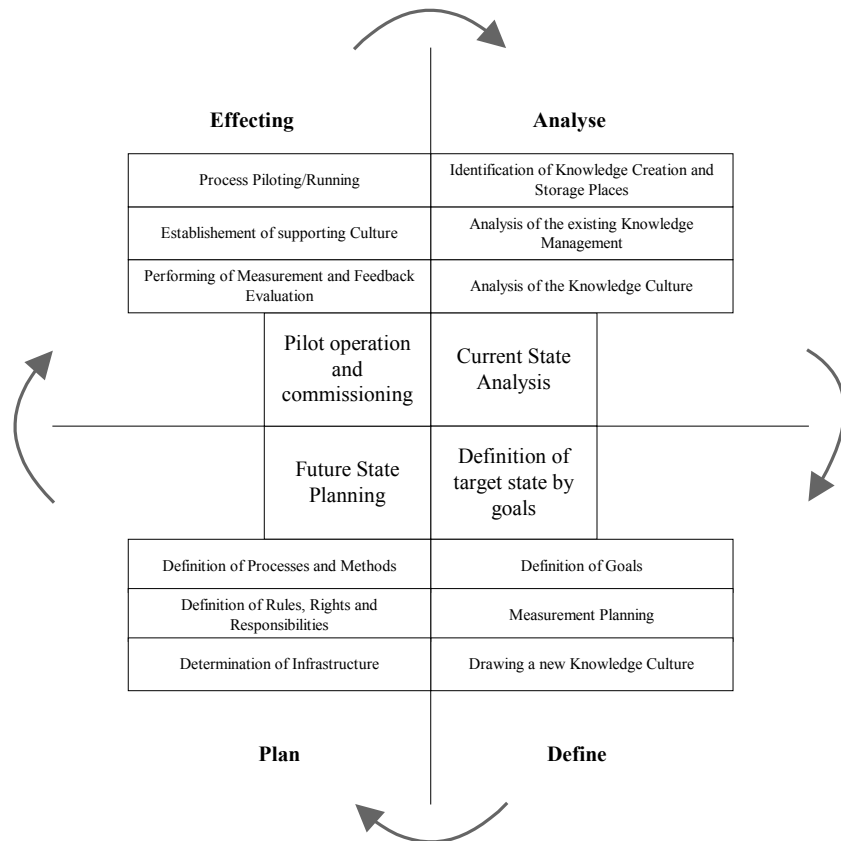 Effecting
Analyse
Process Piloting/Running
Identification of Knowledge Creation and
Storage Places
Establishement of supporting Culture
Analysis of the existing Knowledge
Management
Performing of Measurement and Feedback
Evaluation
Analysis of the Knowledge Culture
Pilot operation
and
commissioning
Current State
Analysis
Future State
Planning
Definition of
target state by
goals
Definition of Processes and Methods
Definition of Goals
Definition of Rules, Rights and
Responsibilities
Measurement Planning
Determination of Infrastructure
Drawing a new Knowledge Culture
Plan
Define